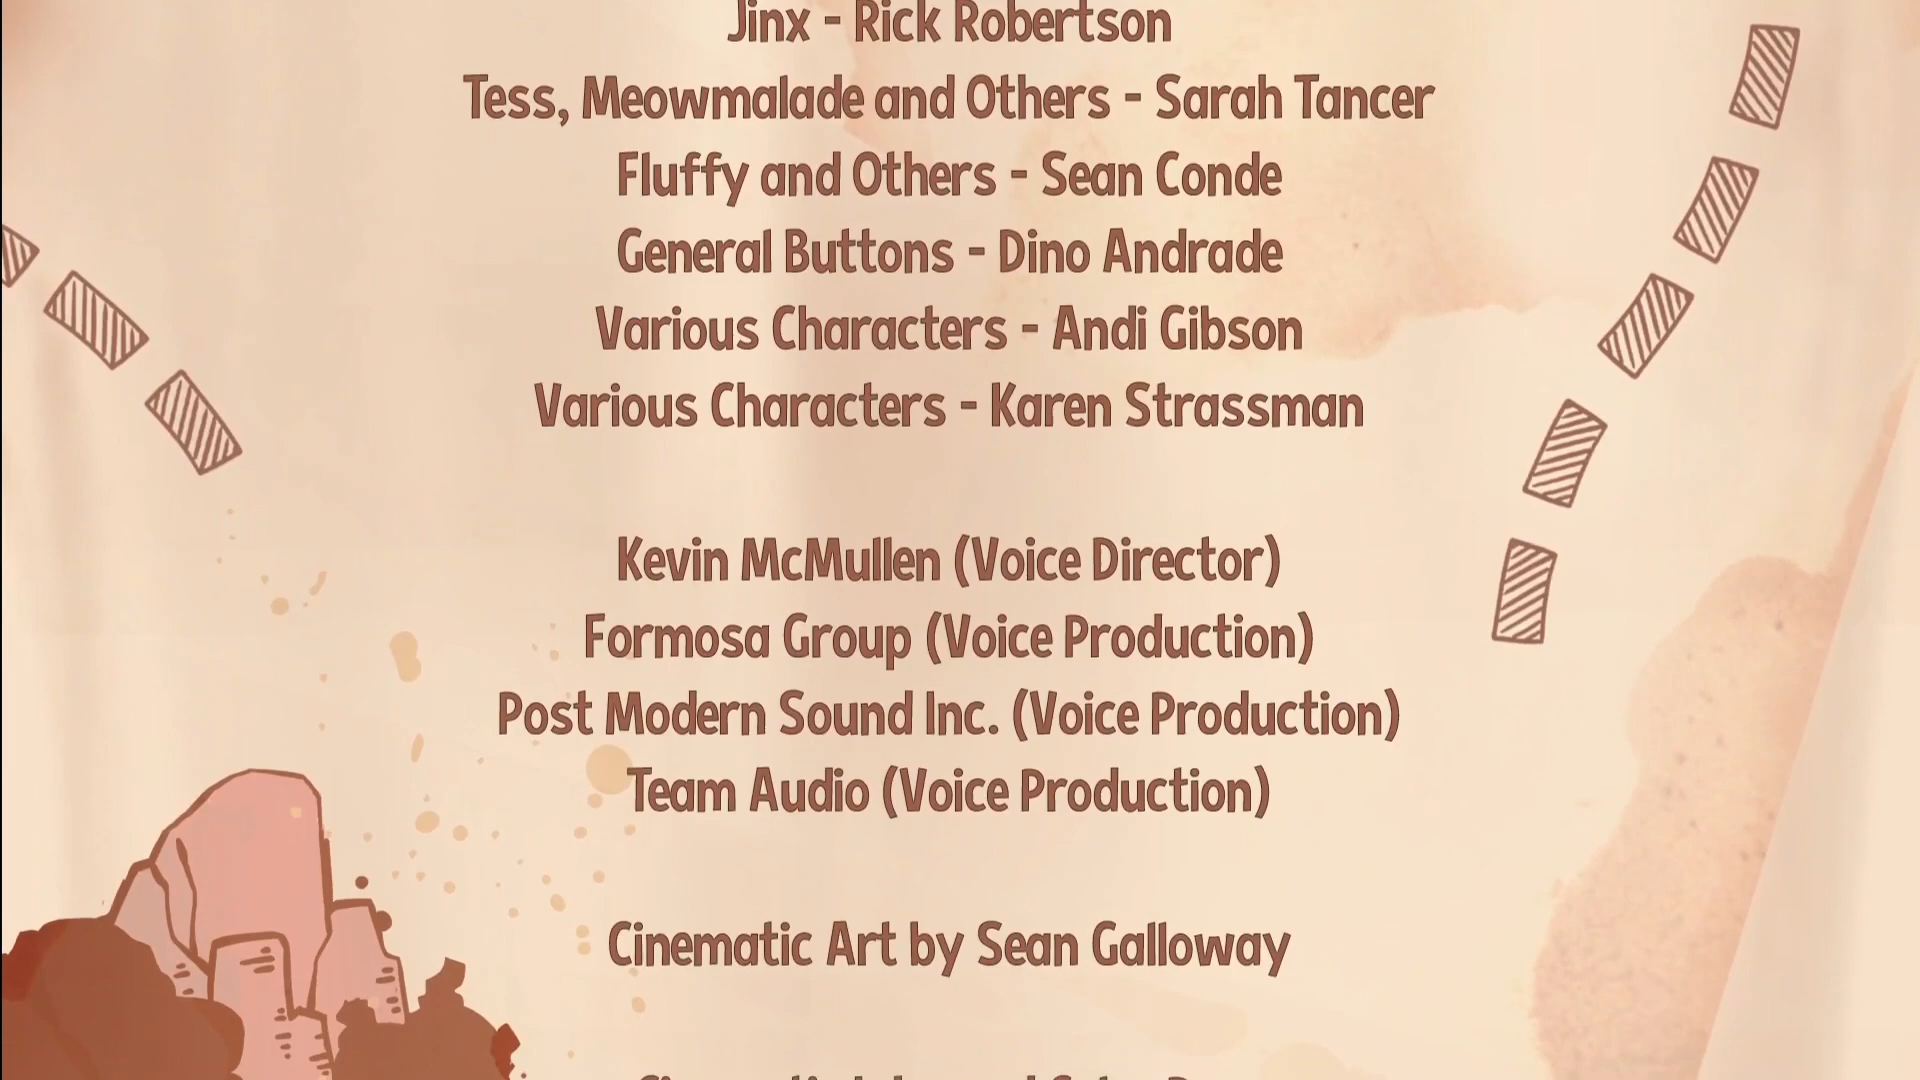 Jinx - Rick Robertson
Tess, Meowmalade and Others - Sarah Tancer
Fluffy and Others - Sean Conde
General Buttons - Dino Andrade
Various Characters - Andi Gibson
Various Characters - Karen Strassman
Kevin McMullen (Voice Director)
Formosa Group (Voice Production)
Post Modern Sound Inc. (Voice Production)
Team Audio (Voice Production)
Cinematic Art by Sean Galloway